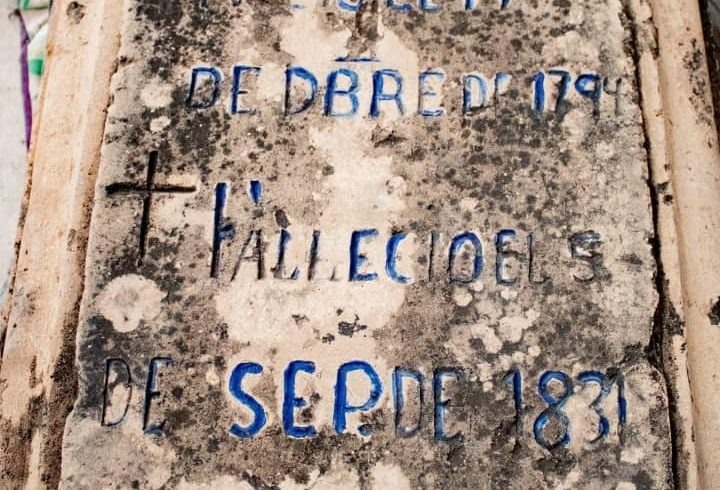 DE DBRE DE 1794
FALLECIO EL 5
DE SEP. DE 1831